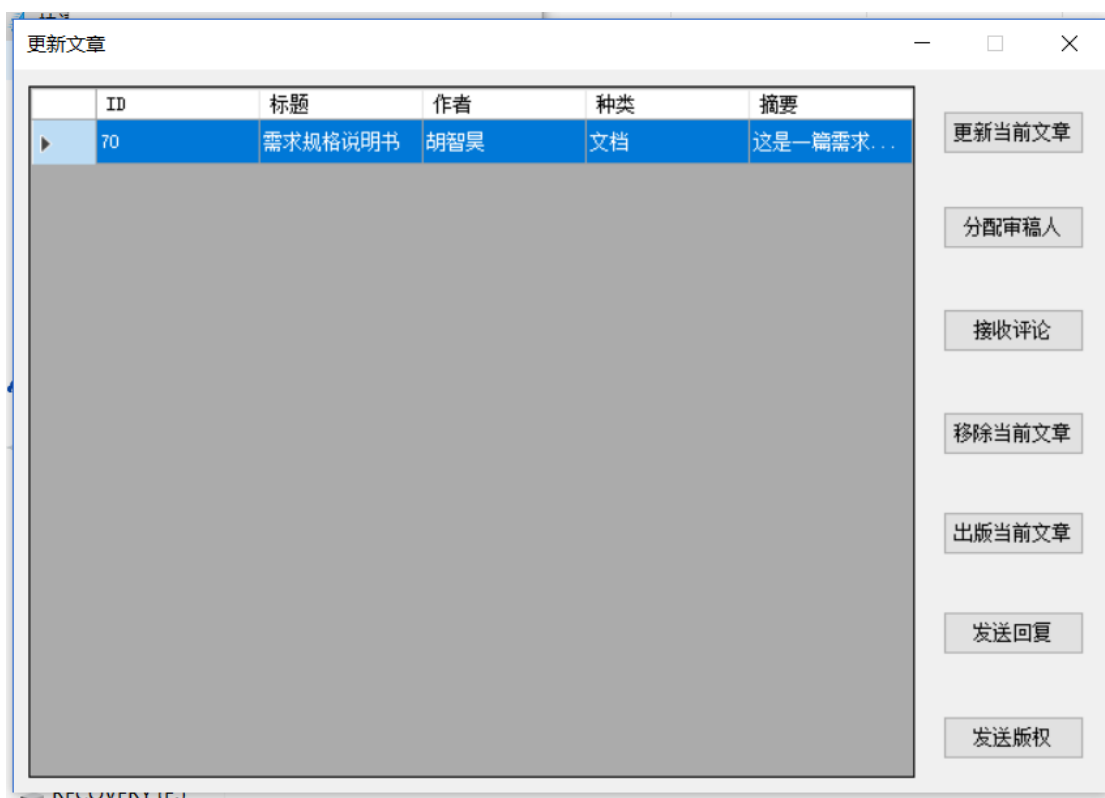 更新文章
ID 标题 作者 种类 摘要
70 需求规格说明书 胡智昊 文档 这是一篇需求...
更新当前文章
分配审稿人
接收评论
移除当前文章
出版当前文章
发送回复
发送版权